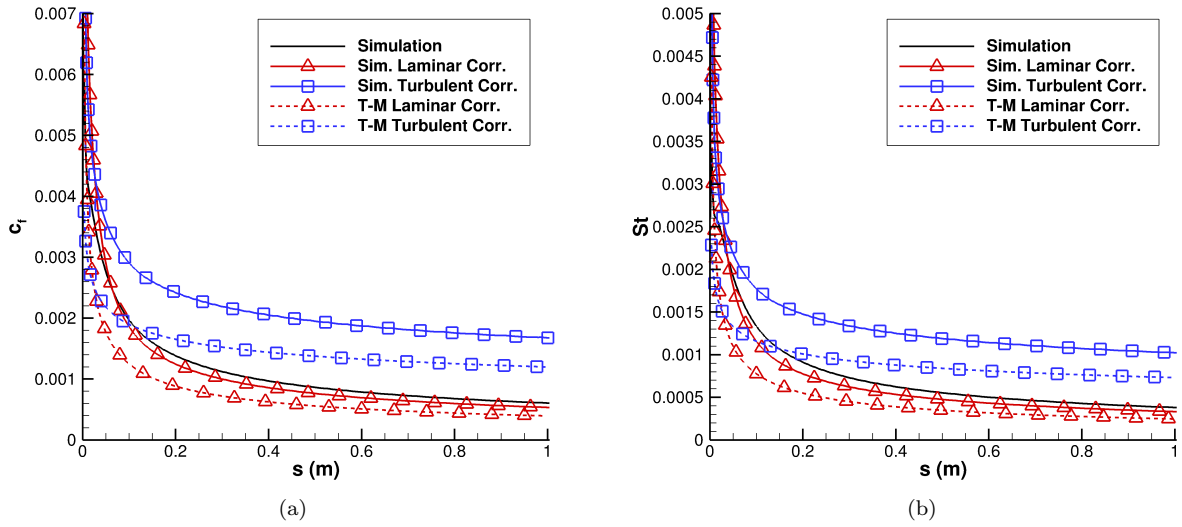 0.007
0.006
0.005
0.004
0.003
0.002
0.001
0
cf
0 0.2 0.4 0.6 0.8 1
s (m)
Simulation
Sim. Laminar Corr.
Sim. Turbulent Corr.
T-M Laminar Corr.
T-M Turbulent Corr.
(a)
0.005
0.0045
0.004
0.0035
0.003
0.0025
0.002
0.0015
0.001
0.0005
0
St
0 0.2 0.4 0.6 0.8 1
s (m)
Simulation
Sim. Laminar Corr.
Sim. Turbulent Corr.
T-M Laminar Corr.
T-M Turbulent Corr.
(b)